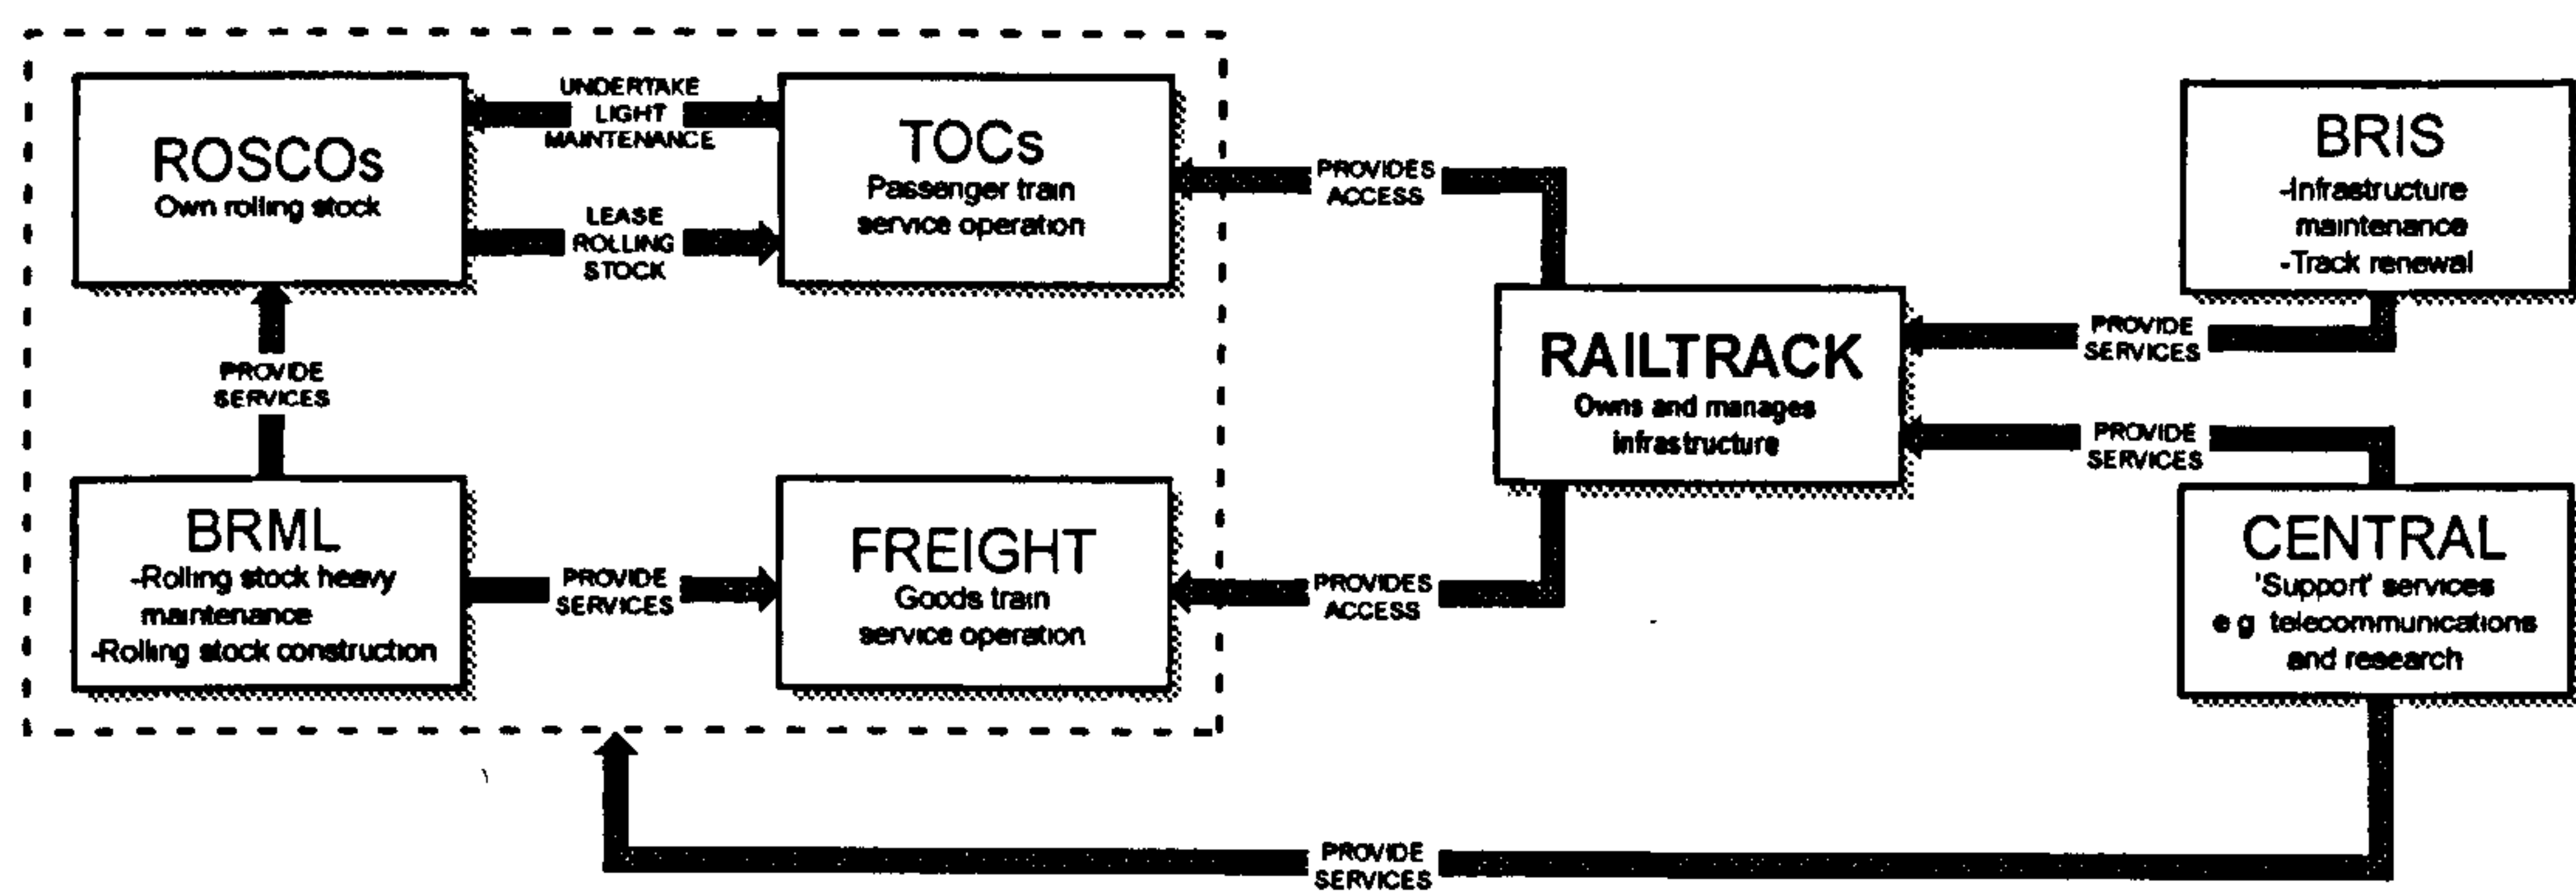 ROSCOs
Own rolling stock
UNDERTAKE
LIGHT
MAINTENANCE
LEASE
ROLLING
STOCK
TOCs
Passenger train
service operation
PROVIDES
ACCESS
BRIS
-Infrastructure
maintenance
-Track renewal
RAILTRACK
Owns and manages
infrastructure
PROVIDE
SERVICES
PROVIDE
SERVICES
PROVIDE
SERVICES
BRML
-Rolling stock heavy
maintenance
-Rolling stock construction
PROVIDE
SERVICES
FREIGHT
Goods train
service operation
PROVIDES
ACCESS
CENTRAL
'Support' services
e g telecommunications
and research
PROVIDE
SERVICES